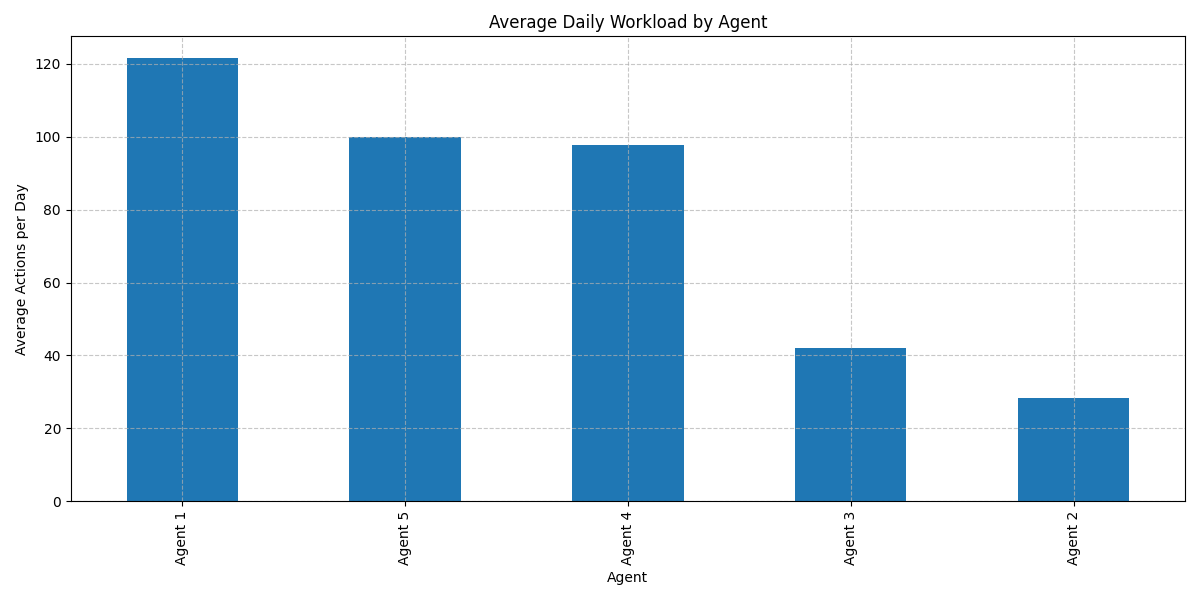 Average Daily Workload by Agent
120
100
80
60
40
20
0
Average Actions per Day
Agent 1
Agent 5
Agent 4
Agent 3
Agent 2
Agent